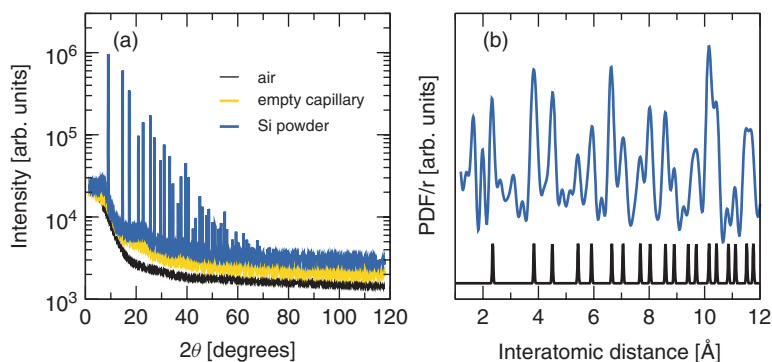 (a)
Intensity [arb. units]
10⁶
10⁵
10⁴
10³
air
empty capillary
Si powder
0 20 40 60 80 100 120
2θ [degrees]
(b)
PDF/r [arb. units]
2 4 6 8 10 12
Interatomic distance [Å]